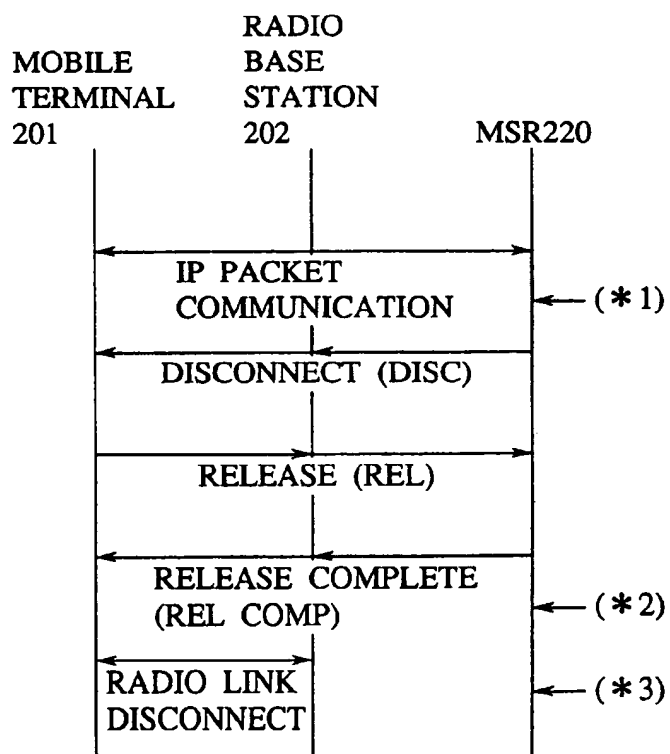 MOBILE
TERMINAL
201
RADIO
BASE
STATION
202
MSR220
IP PACKET
COMMUNICATION
(*1)
DISCONNECT (DISC)
RELEASE (REL)
RELEASE COMPLETE
(REL COMP)
(*2)
RADIO LINK
DISCONNECT
(*3)